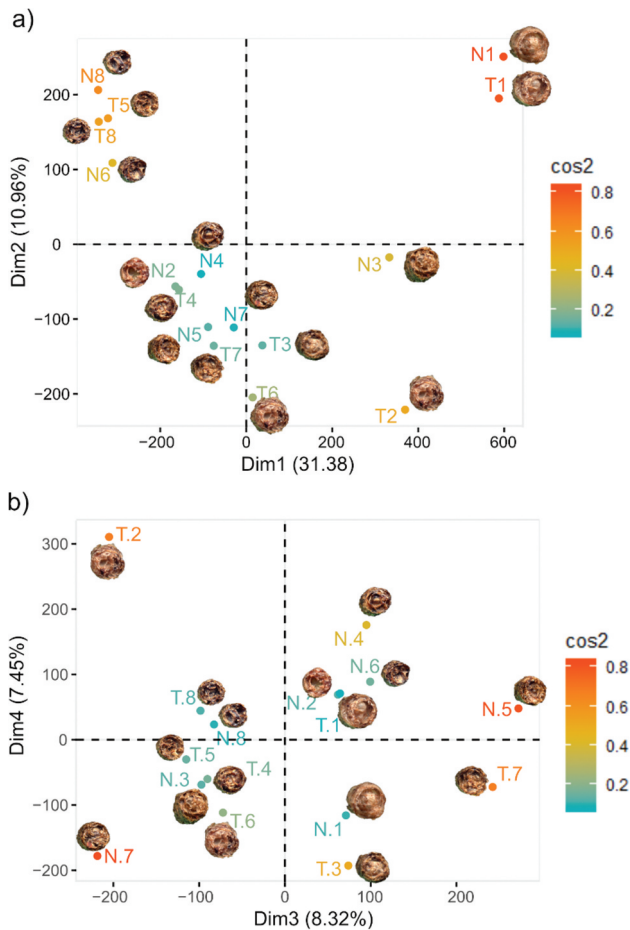 a)
200
100
0
−100
−200
Dim2 (10.96%)
N8
T5
T8
N6
N1
T1
N4
N2
T4
N5
N7
T7
T3
T6
N3
T2
−200
0
200
400
600
Dim1 (31.38)
cos2
0.8
0.6
0.4
0.2
b)
300
200
100
0
−100
−200
Dim4 (7.45%)
T.2
N.4
N.6
N.2
T.1
N.5
T.8
N.8
T.5
N.3
T.4
T.6
N.7
T.7
N.1
T.3
−200
−100
0
100
200
Dim3 (8.32%)
cos2
0.8
0.6
0.4
0.2